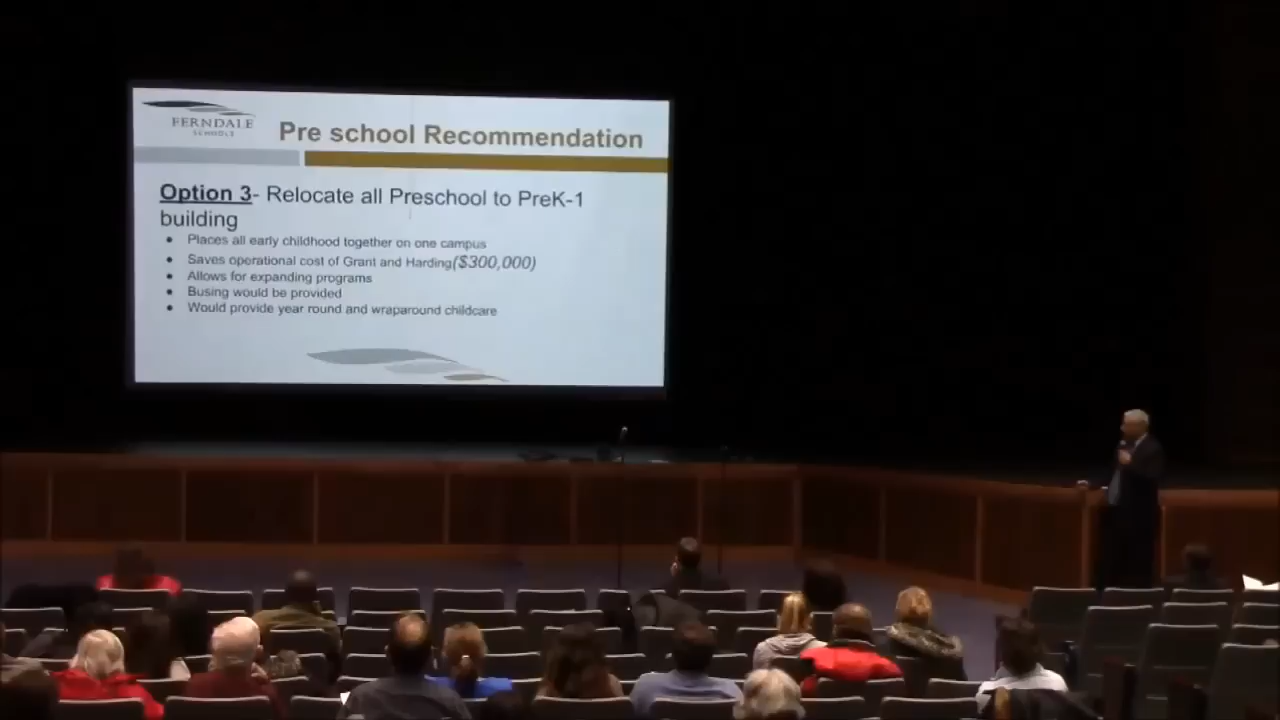 FERNDALE
SCHOOLS
Pre school Recommendation
Option 3- Relocate all Preschool to PreK-1
building
• Places all early childhood together on one campus
• Saves operational cost of Grant and Harding($300,000)
• Allows for expanding programs
• Busing would be provided
• Would provide year round and wraparound childcare